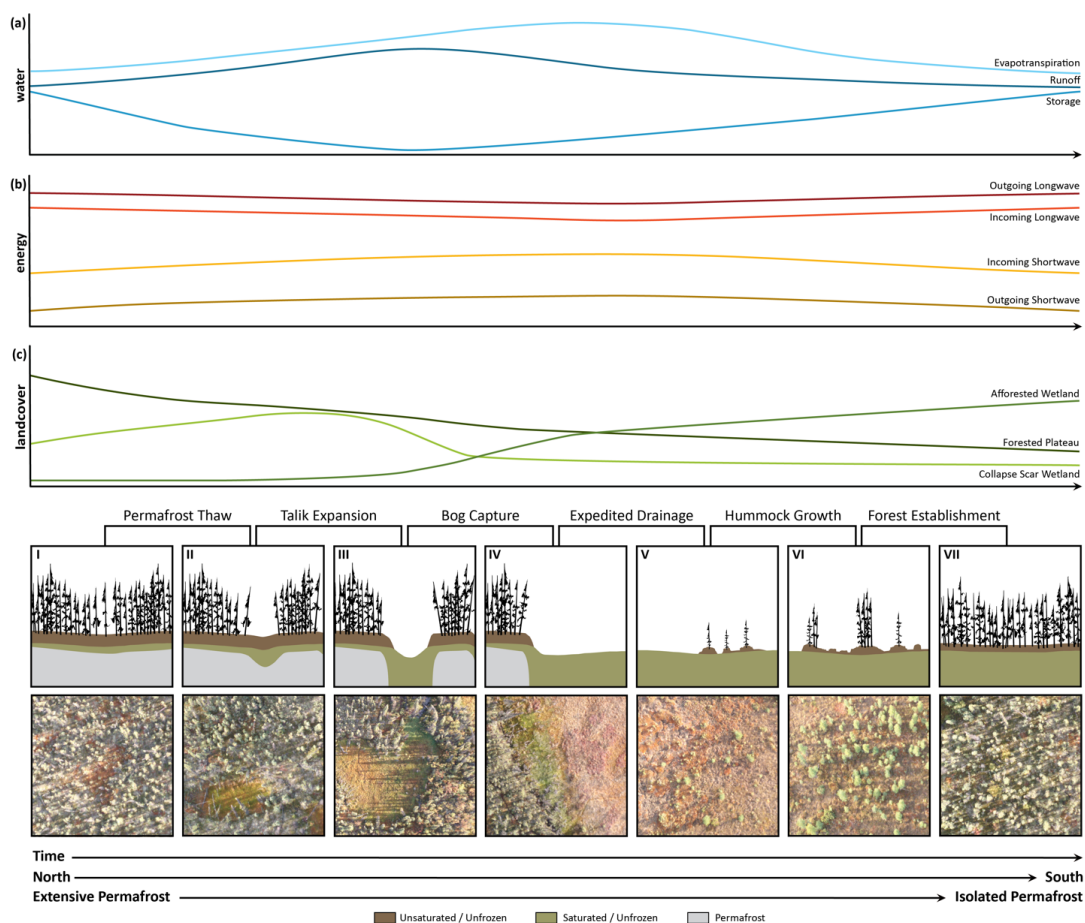 (a)
water
Evapotranspiration
Runoff
Storage
(b)
energy
Outgoing Longwave
Incoming Longwave
Incoming Shortwave
Outgoing Shortwave
(c)
landcover
Afforested Wetland
Forested Plateau
Collapse Scar Wetland
Permafrost Thaw Talik Expansion Bog Capture Expedited Drainage Hummock Growth Forest Establishment
I II III IV V VI VII
Time
North South
Extensive Permafrost Isolated Permafrost
Unsaturated / Unfrozen Saturated / Unfrozen Permafrost